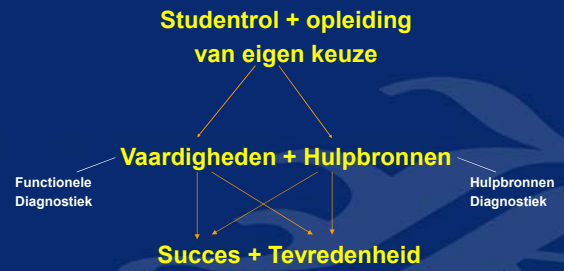 Studentrol + opleiding
van eigen keuze
Vaardigheden + Hulpbronnen
Functionele
Diagnostiek
Hulpbronnen
Diagnostiek
Succes + Tevredenheid